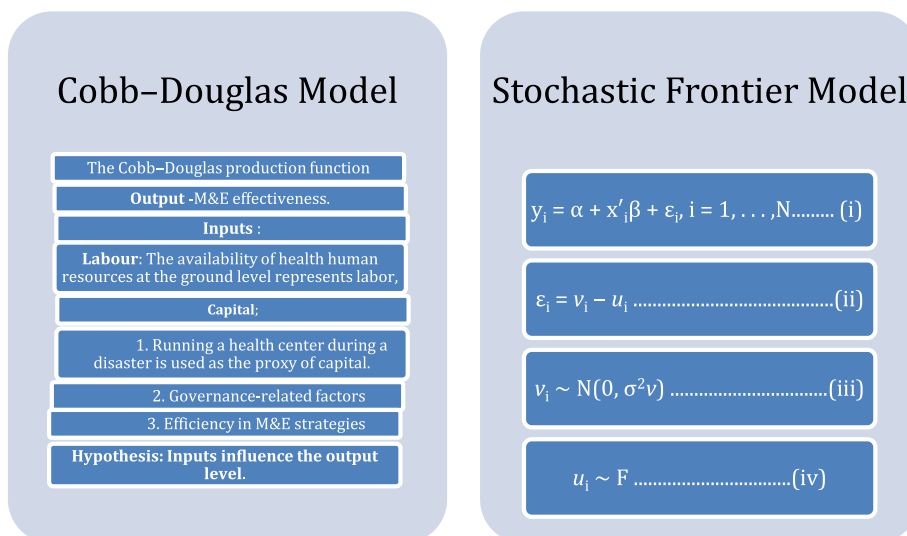 Cobb–Douglas Model
The Cobb–Douglas production function
Output -M&E effectiveness.
Inputs :
Labour: The availability of health human
resources at the ground level represents labor,
Capital;
1. Running a health center during a
disaster is used as the proxy of capital.
2. Governance-related factors
3. Efficiency in M&E strategies
Hypothesis: Inputs influence the output
level.
Stochastic Frontier Model
yᵢ = α + x′ᵢβ + εᵢ, i = 1, . . . ,N......... (i)
εᵢ = vᵢ – uᵢ ..........................................(ii)
vᵢ ~ N(0, σ²v) .................................(iii)
uᵢ ~ F .................................(iv)